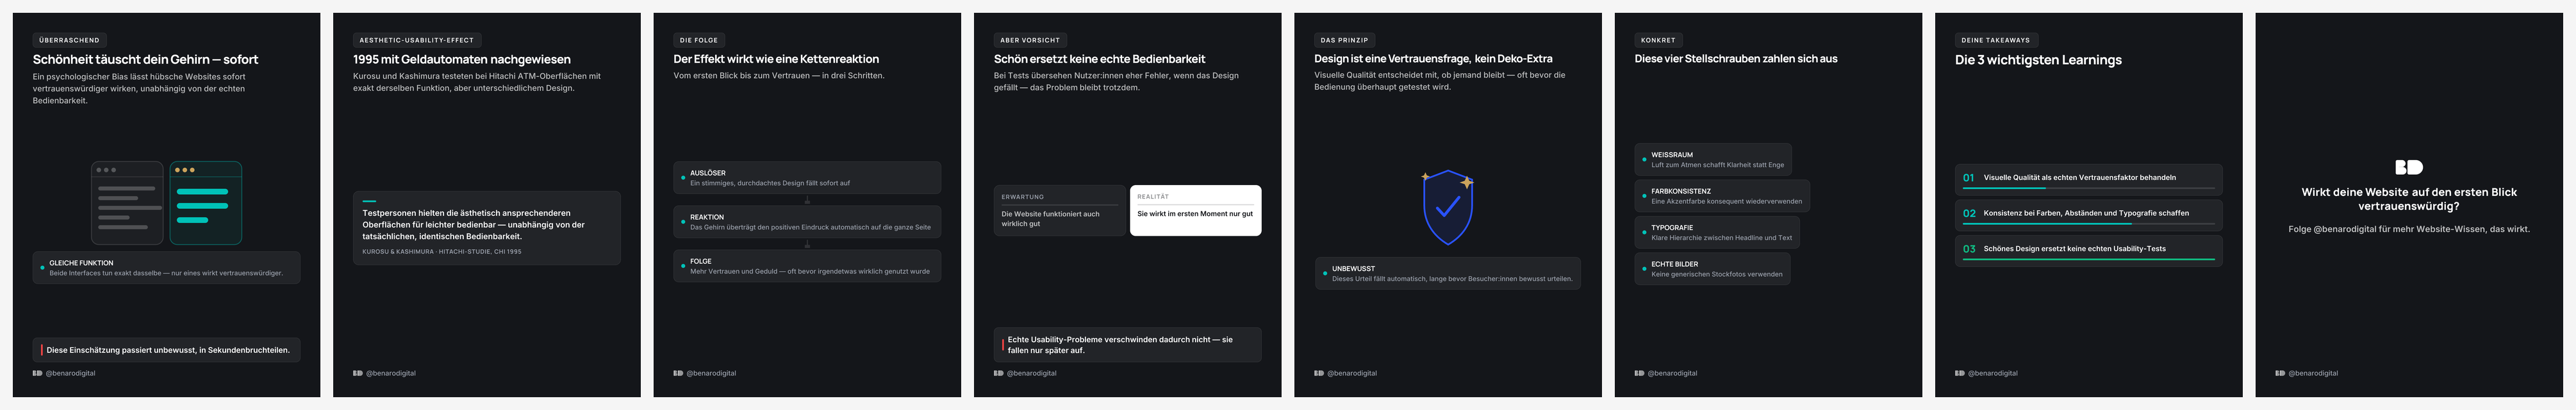 ÜBERRASCHEND
Schönheit täuscht dein Gehirn — sofort
Ein psychologischer Bias lässt hübsche Websites sofort
vertrauenswürdiger wirken, unabhängig von der echten
Bedienbarkeit.
GLEICHE FUNKTION
Beide Interfaces tun exakt dasselbe — nur eines wirkt vertrauenswürdiger.
Diese Einschätzung passiert unbewusst, in Sekundenbruchteilen.
BD @benarodigital
AESTHETIC-USABILITY-EFFECT
1995 mit Geldautomaten nachgewiesen
Kurosu und Kashimura testeten bei Hitachi ATM-Oberflächen mit
exakt derselben Funktion, aber unterschiedlichem Design.
Testpersonen hielten die ästhetisch ansprechenderen
Oberflächen für leichter bedienbar — unabhängig von der
tatsächlichen, identischen Bedienbarkeit.
KUROSU & KASHIMURA · HITACHI-STUDIE, CHI 1995
BD @benarodigital
DIE FOLGE
Der Effekt wirkt wie eine Kettenreaktion
Vom ersten Blick bis zum Vertrauen — in drei Schritten.
AUSLÖSER
Ein stimmiges, durchdachtes Design fällt sofort auf
REAKTION
Das Gehirn überträgt den positiven Eindruck automatisch auf die ganze Seite
FOLGE
Mehr Vertrauen und Geduld — oft bevor irgendetwas wirklich genutzt wurde
BD @benarodigital
ABER VORSICHT
Schön ersetzt keine echte Bedienbarkeit
Bei Tests übersehen Nutzer:innen eher Fehler, wenn das Design
gefällt — das Problem bleibt trotzdem.
ERWARTUNG
Die Website funktioniert auch
wirklich gut
REALITÄT
Sie wirkt im ersten Moment nur gut
Echte Usability-Probleme verschwinden dadurch nicht — sie
fallen nur später auf.
BD @benarodigital
DAS PRINZIP
Design ist eine Vertrauensfrage, kein Deko-Extra
Visuelle Qualität entscheidet mit, ob jemand bleibt — oft bevor die
Bedienung überhaupt getestet wird.
UNBEWUSST
Dieses Urteil fällt automatisch, lange bevor Besucher:innen bewusst urteilen.
BD @benarodigital
KONKRET
Diese vier Stellschrauben zahlen sich aus
WEISSRAUM
Luft zum Atmen schafft Klarheit statt Enge
FARBKONSISTENZ
Eine Akzentfarbe konsequent wiederverwenden
TYPOGRAFIE
Klare Hierarchie zwischen Headline und Text
ECHTE BILDER
Keine generischen Stockfotos verwenden
BD @benarodigital
DEINE TAKEAWAYS
Die 3 wichtigsten Learnings
01 Visuelle Qualität als echten Vertrauensfaktor behandeln
02 Konsistenz bei Farben, Abständen und Typografie schaffen
03 Schönes Design ersetzt keine echten Usability-Tests
BD @benarodigital
BD
Wirkt deine Website auf den ersten Blick
vertrauenswürdig?
Folge @benarodigital für mehr Website-Wissen, das wirkt.
BD @benarodigital